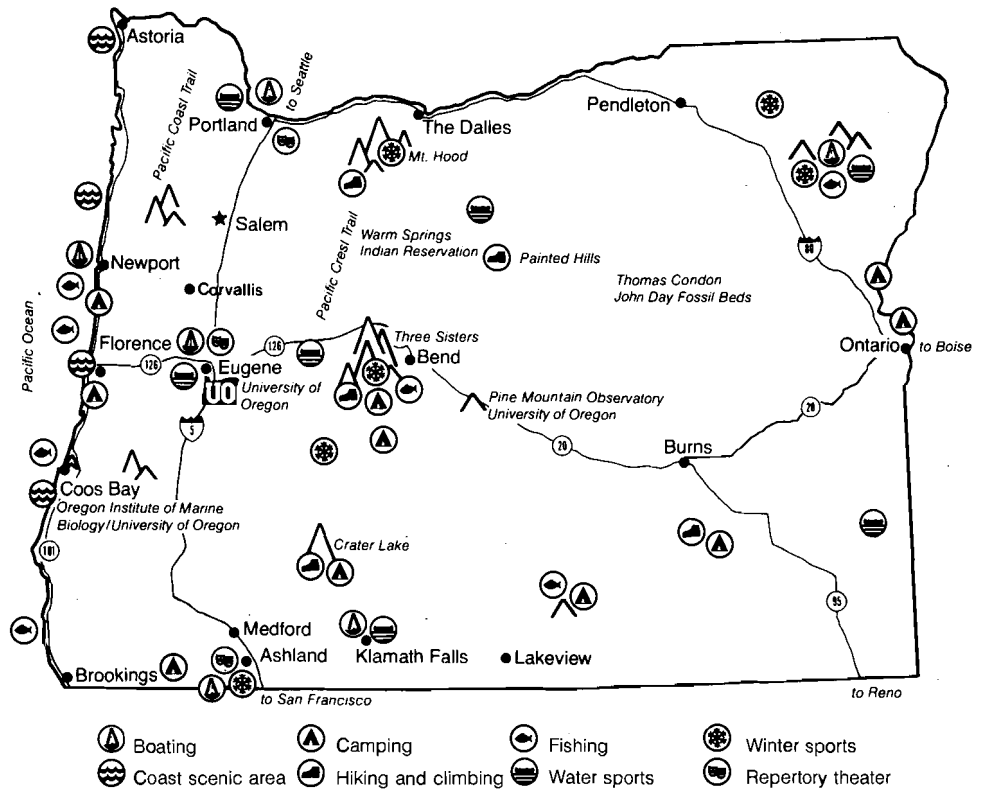 Astoria
to Seattle
Pacific Coast Trail
Portland
The Dalles
Pendleton
Mt. Hood
Salem
Pacific Crest Trail
Warm Springs
Indian Reservation
Painted Hills
Thomas Condon
John Day Fossil Beds
80
Newport
Corvallis
Pacific Ocean
Florence
126
126
Eugene
UO
University of
Oregon
Three Sisters
Bend
Ontario
to Boise
Pine Mountain Observatory
University of Oregon
20
20
5
Burns
Coos Bay
Oregon Institute of Marine
Biology/University of Oregon
101
Crater Lake
95
Medford
Ashland
Klamath Falls
Lakeview
Brookings
to San Francisco
to Reno
Boating
Camping
Fishing
Winter sports
Coast scenic area
Hiking and climbing
Water sports
Repertory theater